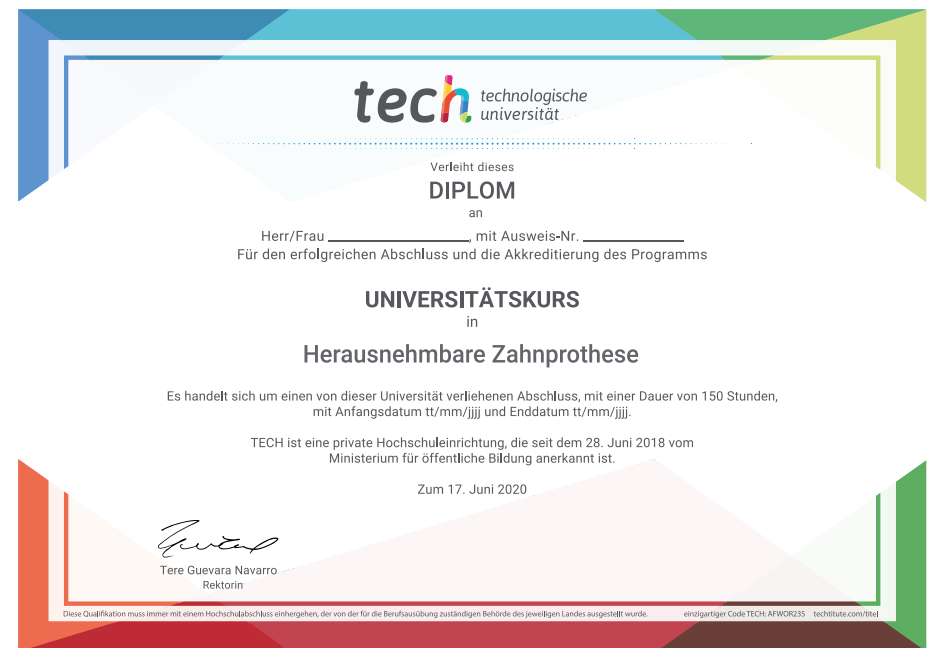 tech technologische
universität
Verleiht dieses
DIPLOM
an
Herr/Frau ____________________, mit Ausweis-Nr. ______________
Für den erfolgreichen Abschluss und die Akkreditierung des Programms
UNIVERSITÄTSKURS
in
Herausnehmbare Zahnprothese
Es handelt sich um einen von dieser Universität verliehenen Abschluss, mit einer Dauer von 150 Stunden,
mit Anfangsdatum tt/mm/jjjj und Enddatum tt/mm/jjjj.
TECH ist eine private Hochschuleinrichtung, die seit dem 28. Juni 2018 vom
Ministerium für öffentliche Bildung anerkannt ist.
Zum 17. Juni 2020
Tere Guevara Navarro
Rektorin
Diese Qualifikation muss immer mit einem Hochschulabschluss einhergehen, der von der für die Berufsausübung zuständigen Behörde des jeweiligen Landes ausgestellt wurde. einzigartiger Code TECH: AFWOR23S techtitute.com/titel